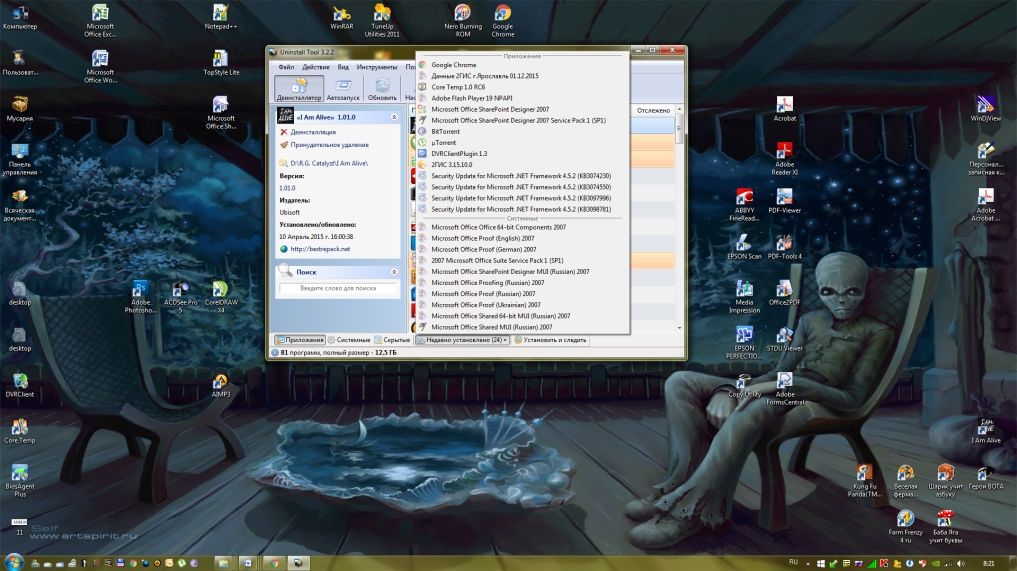 Компьютер
Microsoft Office Exc...
Notepad++
WinRAR
TuneUp Utilities 2011
Nero Burning ROM
Google Chrome
Пользоват...
Microsoft Office Wo...
TopStyle Lite
Мусарня
Microsoft Office Sh...
Панель управления
Всяческая документ...
desktop
Adobe Photosho...
ACDSee Pro 5
CorelDRAW X4
desktop
DVRClient
AIMP3
Core Temp
BiosAgent Plus
11
Self
www.artspirit.ru
Uninstall Tool 3.2.2
Файл Действие Вид Инструменты
Деинсталлятор Автозапуск Обновить
Отслежено
«I Am Alive» 1.01.0
Деинсталляция
Принудительное удаление
D:\R.G. Catalyst\I Am Alive\
Версия:
1.01.0
Издатель:
Ubisoft
Установлено/обновлено:
10 Апрель 2015 г. 16:00:38
http://bestrepack.net
Поиск
Введите слово для поиска
Приложения
Google Chrome
Данные 2ГИС г.Ярославль 01.12.2015
Core Temp 1.0 RC6
Adobe Flash Player 19 NPAPI
Microsoft Office SharePoint Designer 2007
Microsoft Office SharePoint Designer 2007 Service Pack 1 (SP1)
BitTorrent
µTorrent
DVRClientPlugin 1.3
2ГИС 3.15.10.0
Security Update for Microsoft .NET Framework 4.5.2 (KB3074230)
Security Update for Microsoft .NET Framework 4.5.2 (KB3074550)
Security Update for Microsoft .NET Framework 4.5.2 (KB3097996)
Security Update for Microsoft .NET Framework 4.5.2 (KB3098781)
Системные
Microsoft Office Office 64-bit Components 2007
Microsoft Office Proof (English) 2007
Microsoft Office Proof (German) 2007
2007 Microsoft Office Suite Service Pack 1 (SP1)
Microsoft Office SharePoint Designer MUI (Russian) 2007
Microsoft Office Proofing (Russian) 2007
Microsoft Office Proof (Russian) 2007
Microsoft Office Proof (Ukrainian) 2007
Microsoft Office Shared 64-bit MUI (Russian) 2007
Microsoft Office Shared MUI (Russian) 2007
Приложения Системные Скрытые Недавно установлено (24) Установить и следить
81 программ, полный размер - 12,5 ГБ
Acrobat
WinDjView
Adobe Reader XI
Персонал... записная к...
ABBYY FineRead...
PDF-Viewer
Adobe Acrobat ...
EPSON Scan
PDF-Tools 4
Media Impression
Office2PDF
EPSON PERFECTIO...
STDU Viewer
Copy Utility
Adobe FormsCentral
I Am Alive
Kung Fu Panda(TM...
Веселая ферма...
Шарик учит азбуку
Герои ВОГА
Farm Frenzy 4 ru
Баба Яга учит буквы
RU
8:21